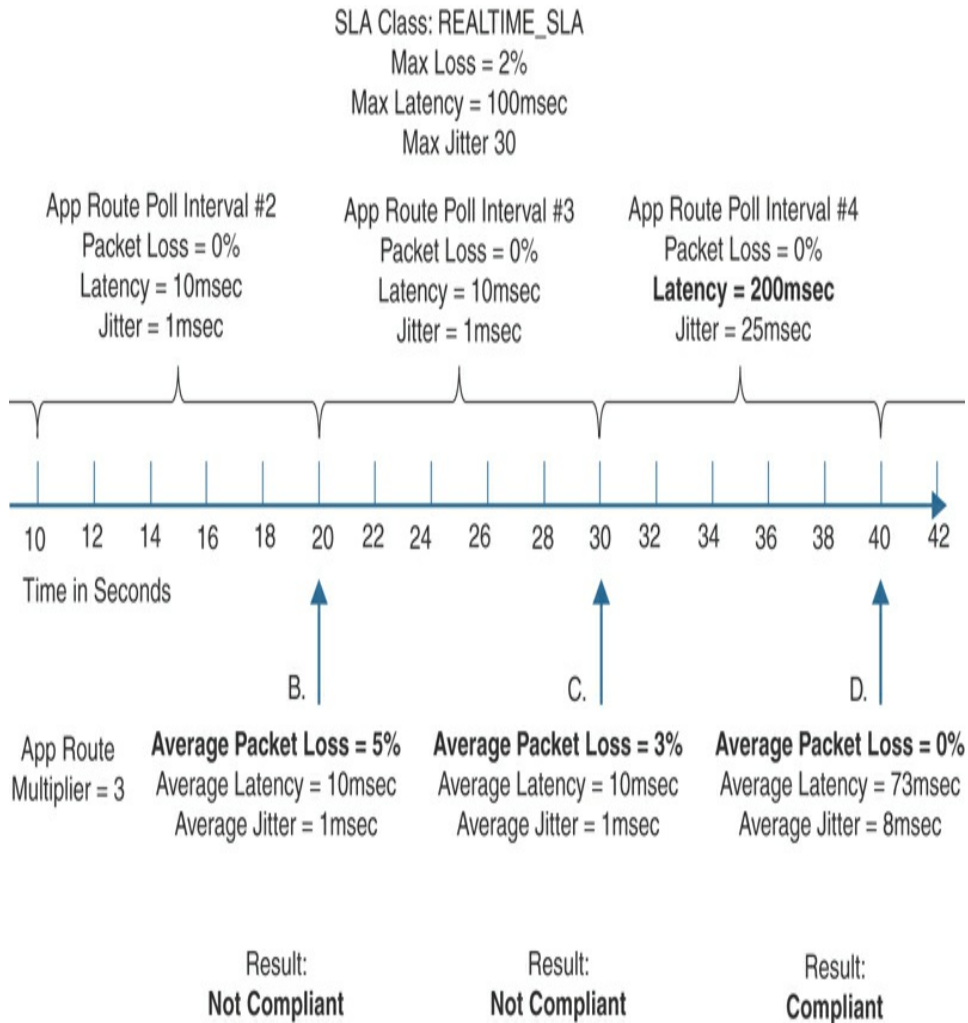 SLA Class: REALTIME_SLA
Max Loss = 2%
Max Latency = 100msec
Max Jitter 30
App Route Poll Interval #2
Packet Loss = 0%
Latency = 10msec
Jitter = 1msec
App Route Poll Interval #3
Packet Loss = 0%
Latency = 10msec
Jitter = 1msec
App Route Poll Interval #4
Packet Loss = 0%
Latency = 200msec
Jitter = 25msec
10 12 14 16 18 20 22 24 26 28 30 32 34 36 38 40 42
Time in Seconds
B.
C.
D.
App Route
Multiplier = 3
Average Packet Loss = 5%
Average Latency = 10msec
Average Jitter = 1msec
Average Packet Loss = 3%
Average Latency = 10msec
Average Jitter = 1msec
Average Packet Loss = 0%
Average Latency = 73msec
Average Jitter = 8msec
Result:
Not Compliant
Result:
Not Compliant
Result:
Compliant